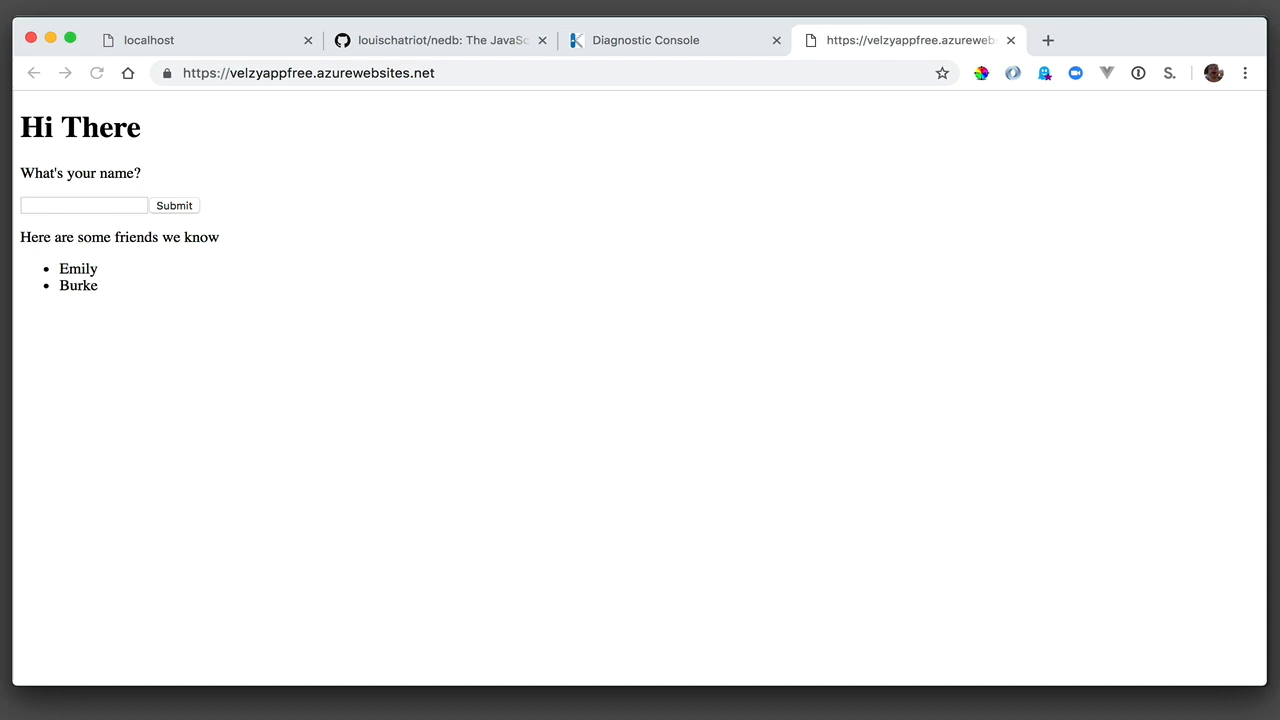 localhost
louischatriot/nedb: The JavaSc
Diagnostic Console
https://velzyappfree.azureweb
https://velzyappfree.azurewebsites.net
S.
Hi There
What's your name?
Submit
Here are some friends we know
Emily
Burke